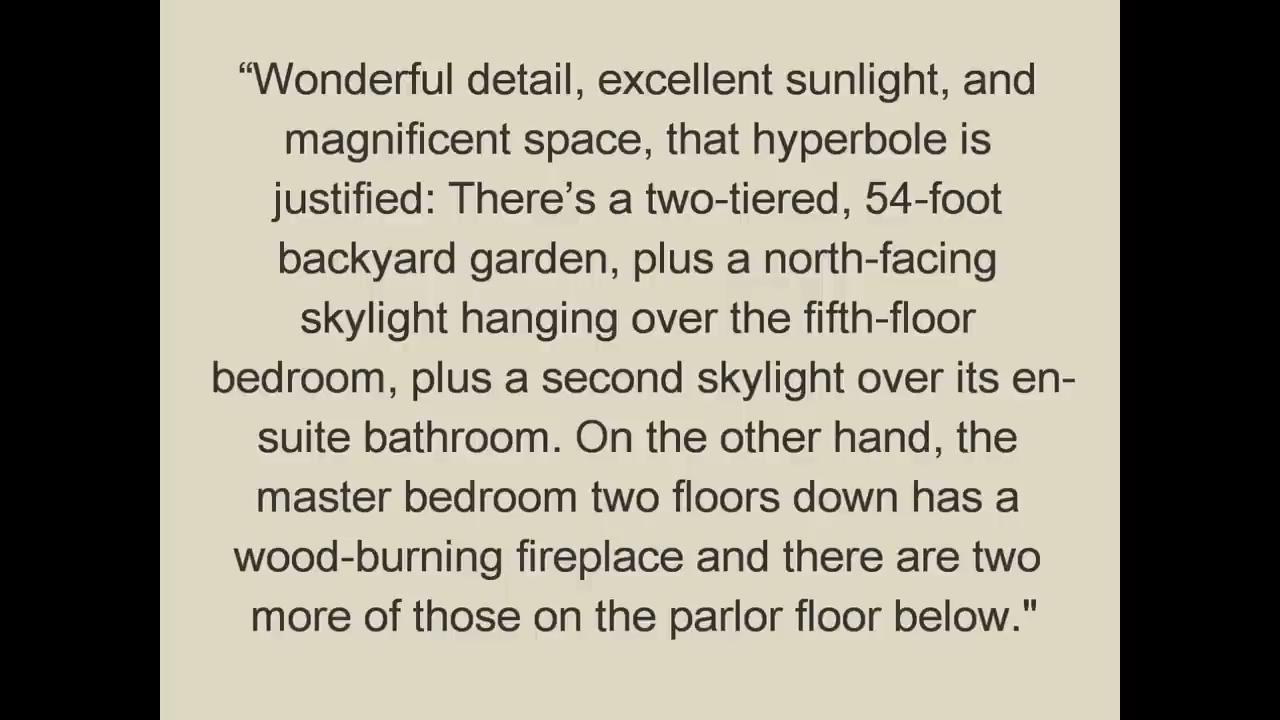 “Wonderful detail, excellent sunlight, and
magnificent space, that hyperbole is
justified: There’s a two-tiered, 54-foot
backyard garden, plus a north-facing
skylight hanging over the fifth-floor
bedroom, plus a second skylight over its en-
suite bathroom. On the other hand, the
master bedroom two floors down has a
wood-burning fireplace and there are two
more of those on the parlor floor below."